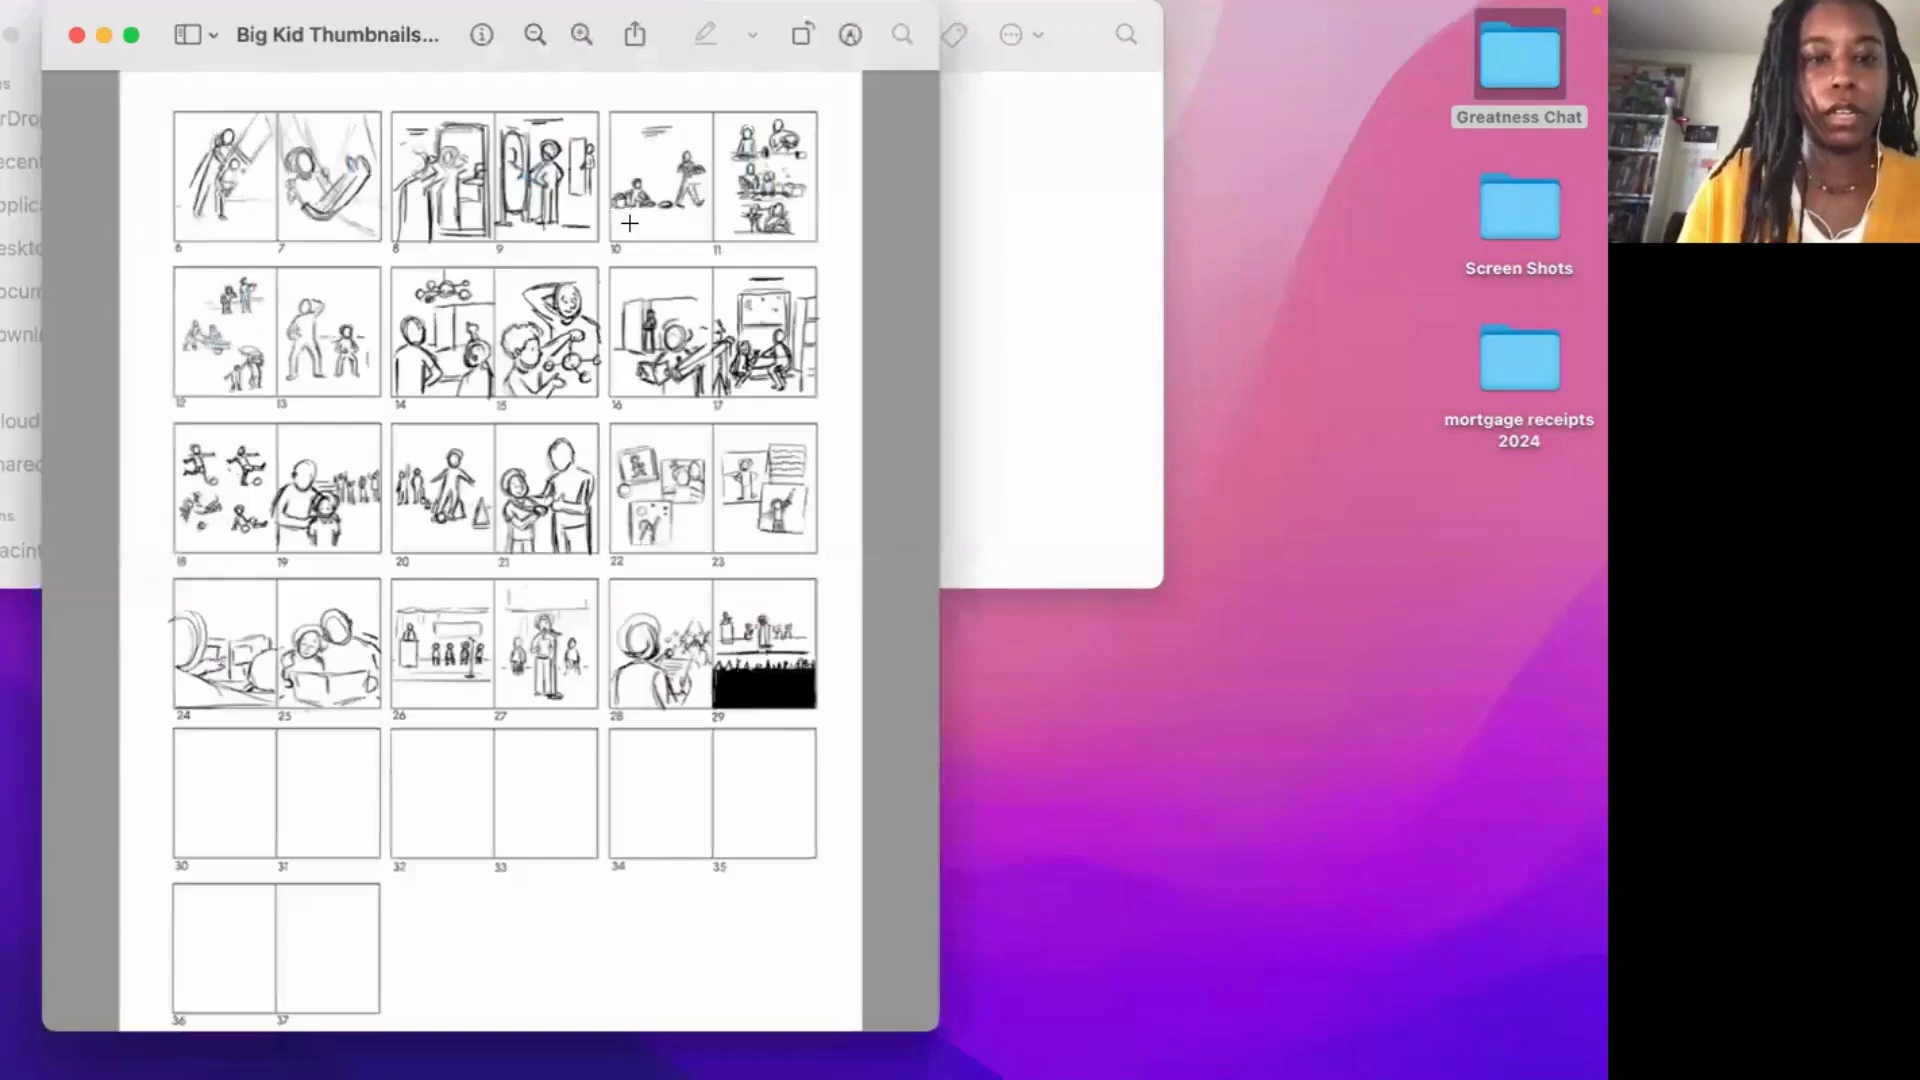 Big Kid Thumbnails...
Greatness Chat
Screen Shots
mortgage receipts
2024
6 7 8 9 10 11
12 13 14 15 16 17
18 19 20 21 22 23
24 25 26 27 28 29
30 31 32 33 34 35
36 37